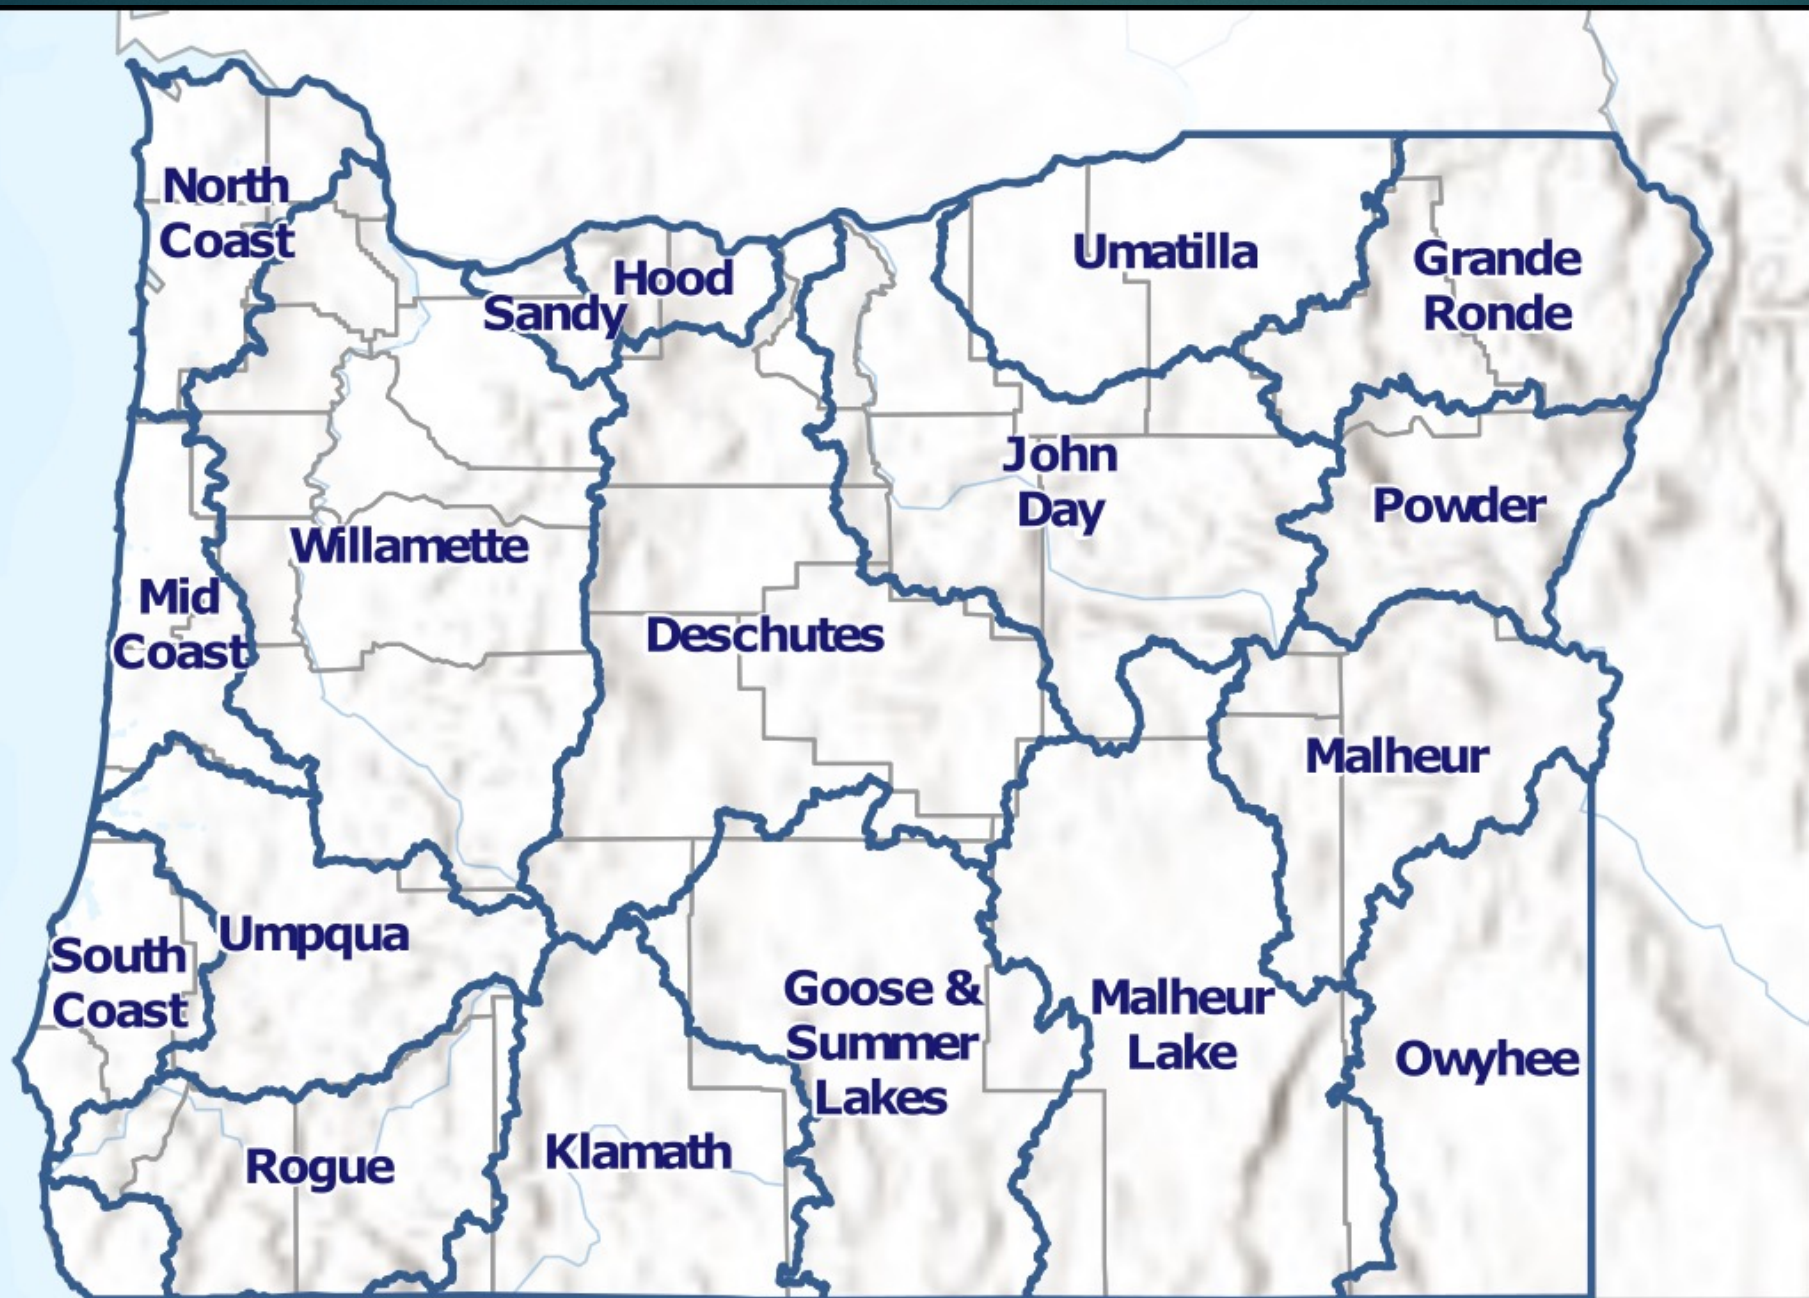 North
Coast
Hood
Sandy
Umatilla
Grande
Ronde
John
Day
Powder
Willamette
Mid
Coast
Deschutes
Malheur
Umpqua
South
Coast
Goose &
Summer
Lakes
Malheur
Lake
Owyhee
Rogue
Klamath